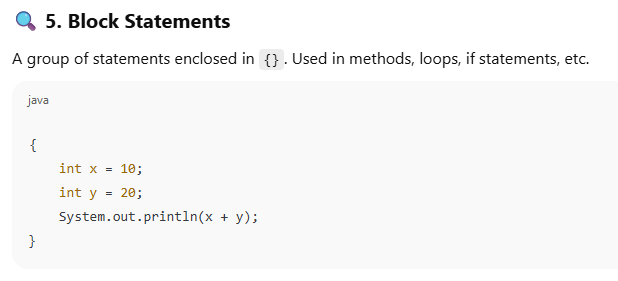 🔍 5. Block Statements
A group of statements enclosed in {}. Used in methods, loops, if statements, etc.
java
{
    int x = 10;
    int y = 20;
    System.out.println(x + y);
}